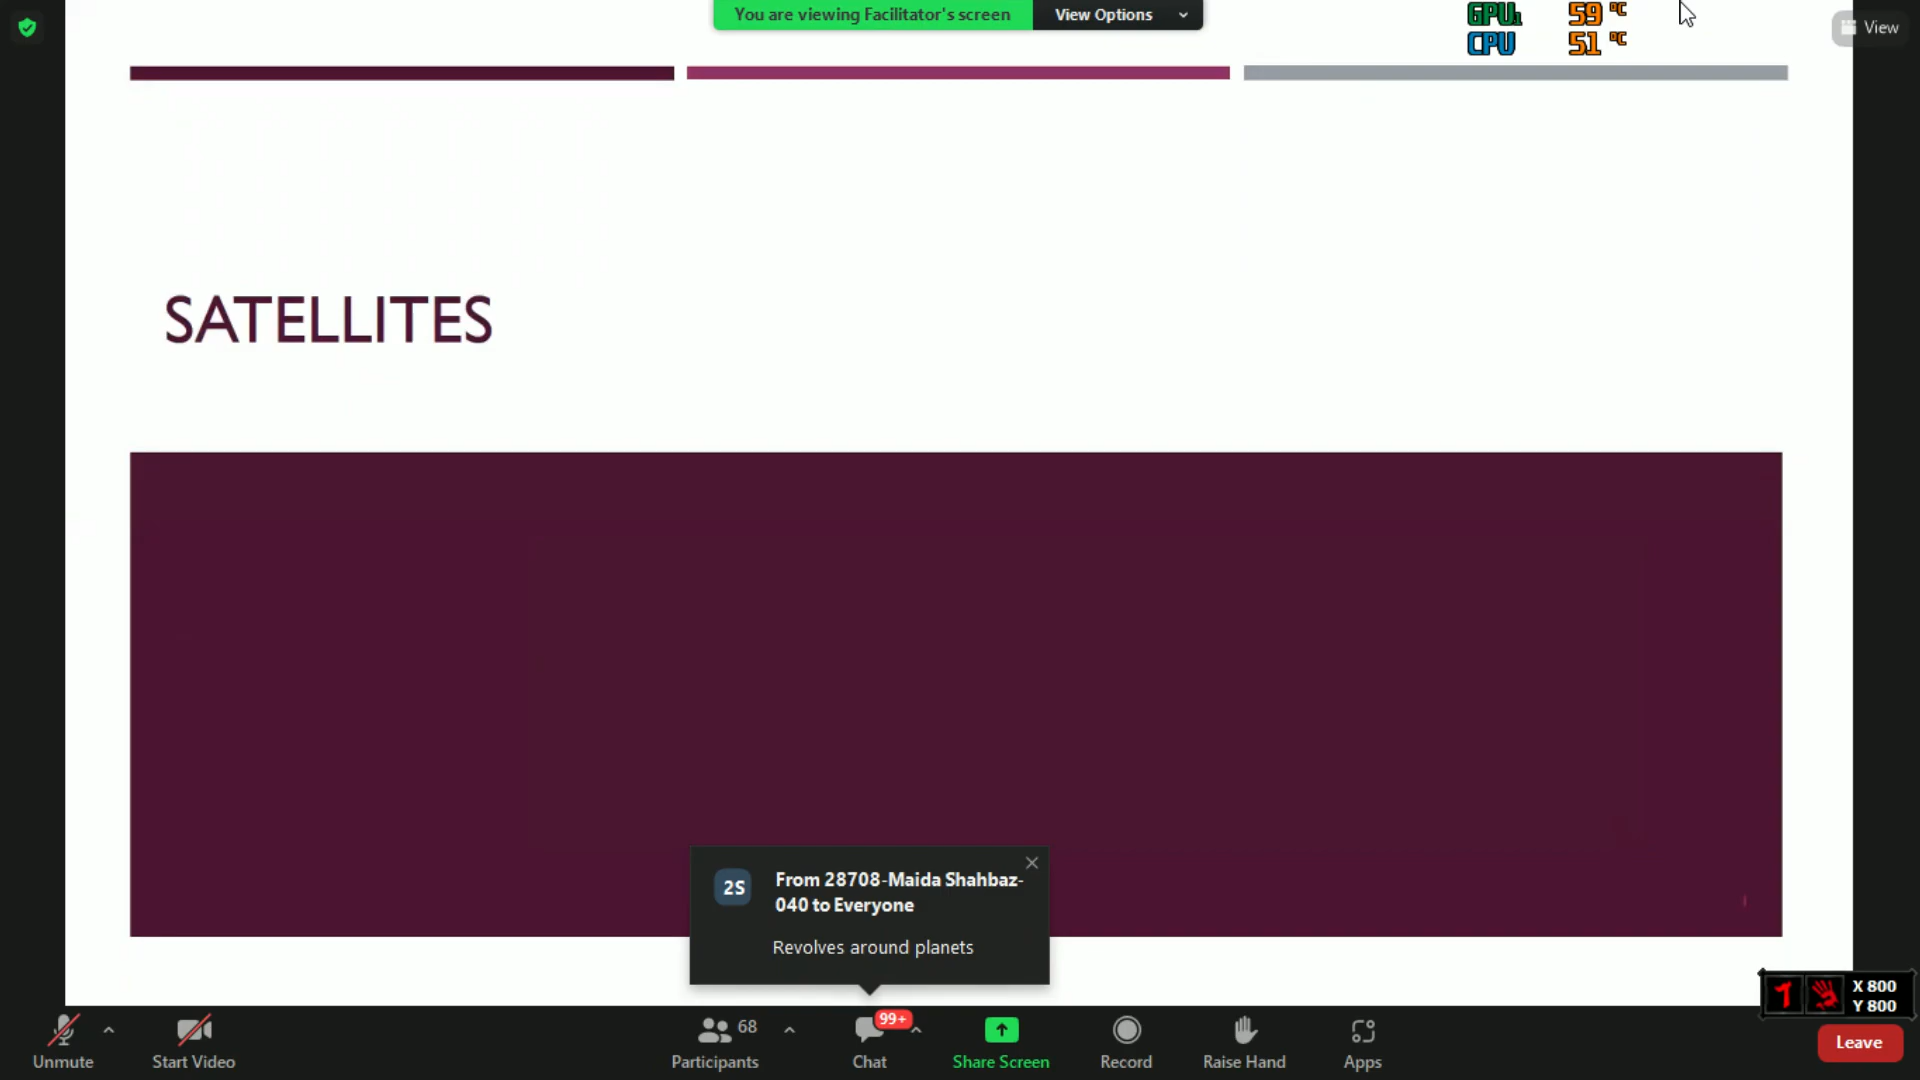 You are viewing Facilitator's screen
View Options
GPU1 59 °C
CPU 51 °C
View
SATELLITES
2S
From 28708-Maida Shahbaz-
040 to Everyone
Revolves around planets
X 800
Y 800
Unmute
Start Video
68
Participants
99+
Chat
Share Screen
Record
Raise Hand
Apps
Leave